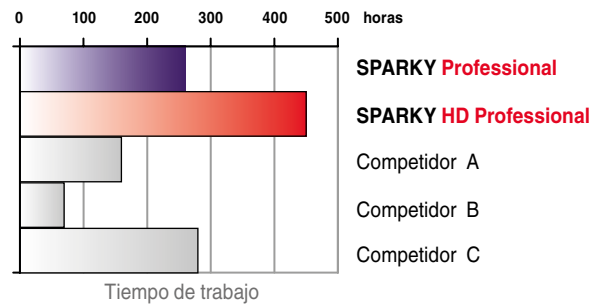 0 100 200 300 400 500 horas
SPARKY Professional
SPARKY HD Professional
Competidor A
Competidor B
Competidor C
Tiempo de trabajo